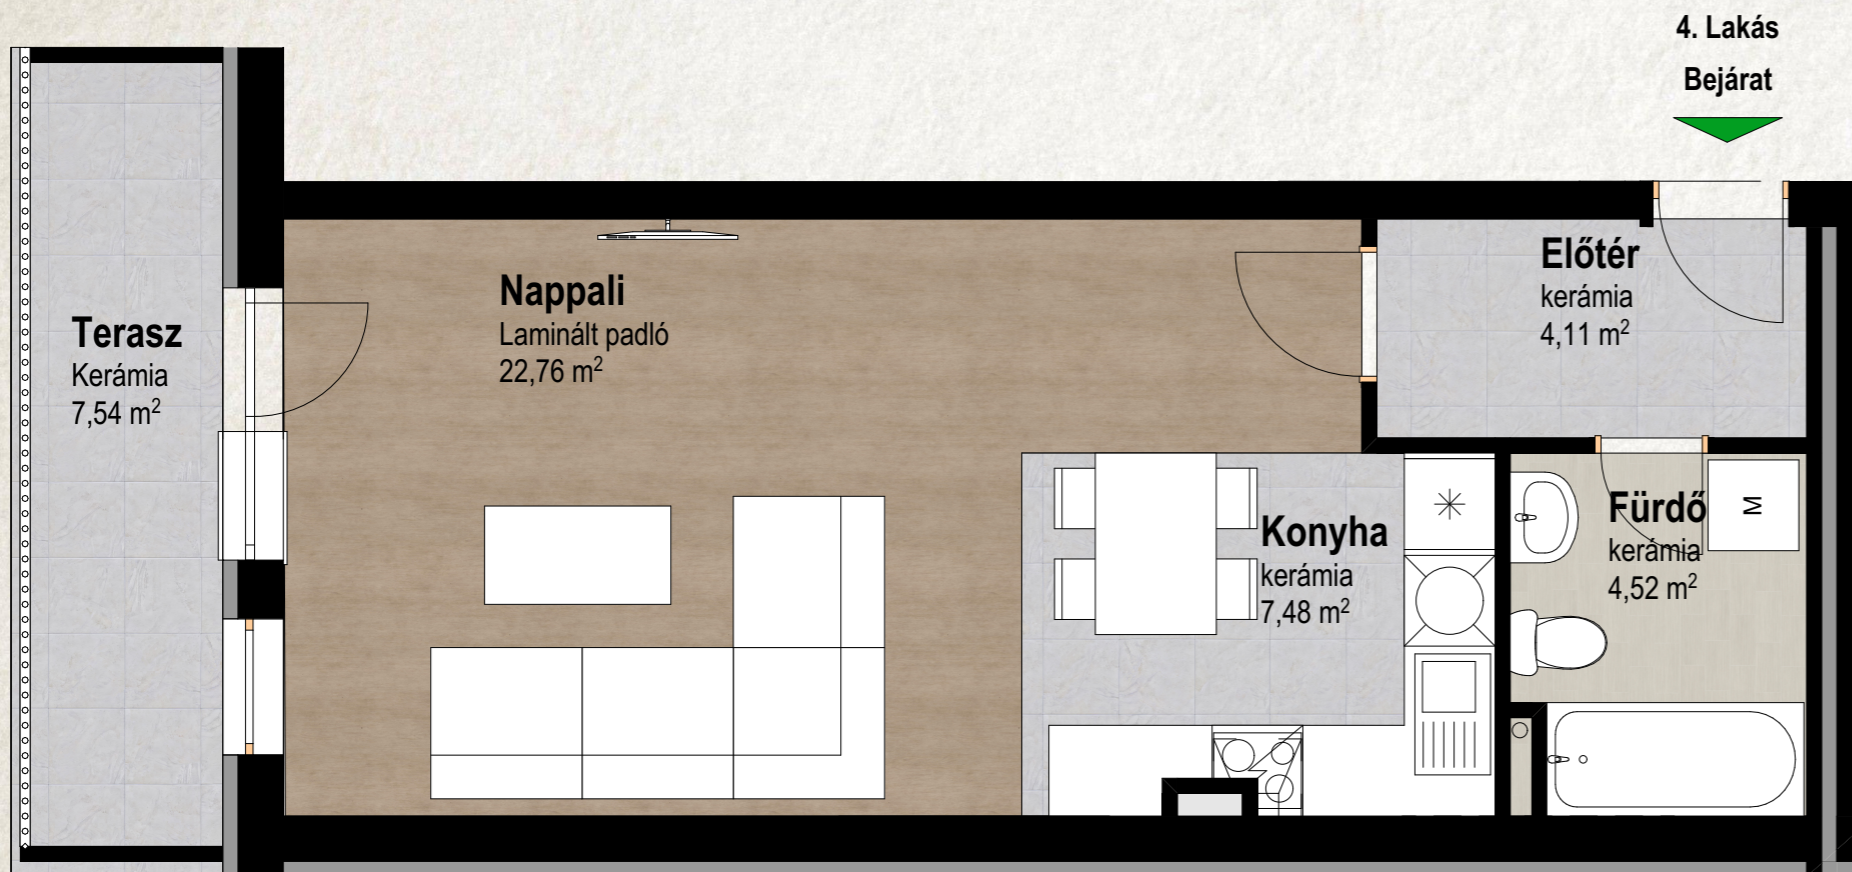 4. Lakás
Bejárat
Terasz
Kerámia
7,54 m²
Nappali
Laminált padló
22,76 m²
Előtér
kerámia
4,11 m²
Konyha
kerámia
7,48 m²
Fürdő
kerámia
4,52 m²
M